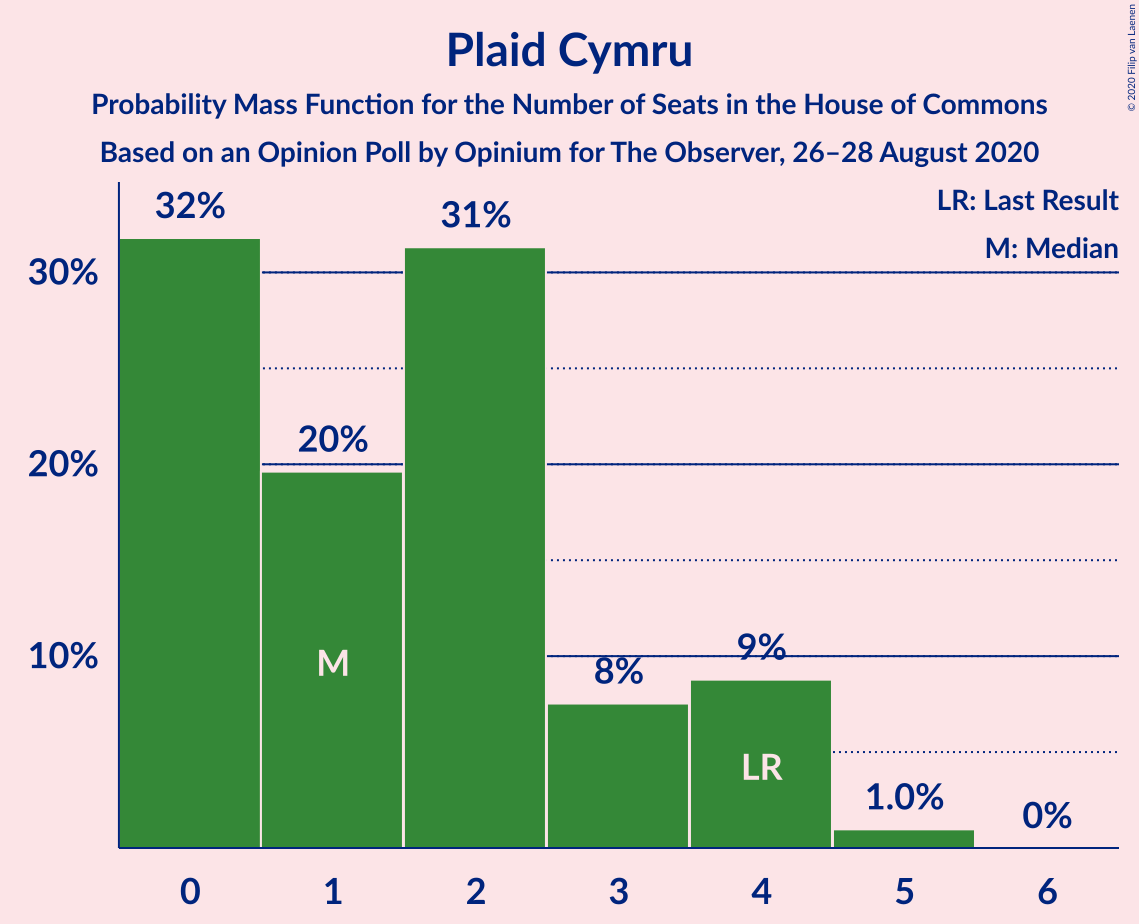 Plaid Cymru
Probability Mass Function for the Number of Seats in the House of Commons
Based on an Opinion Poll by Opinium for The Observer, 26–28 August 2020
© 2020 Filip van Laenen
LR: Last Result
M: Median
30%
20%
10%
32%
20%
31%
8%
9%
1.0%
0%
M
LR
0 1 2 3 4 5 6